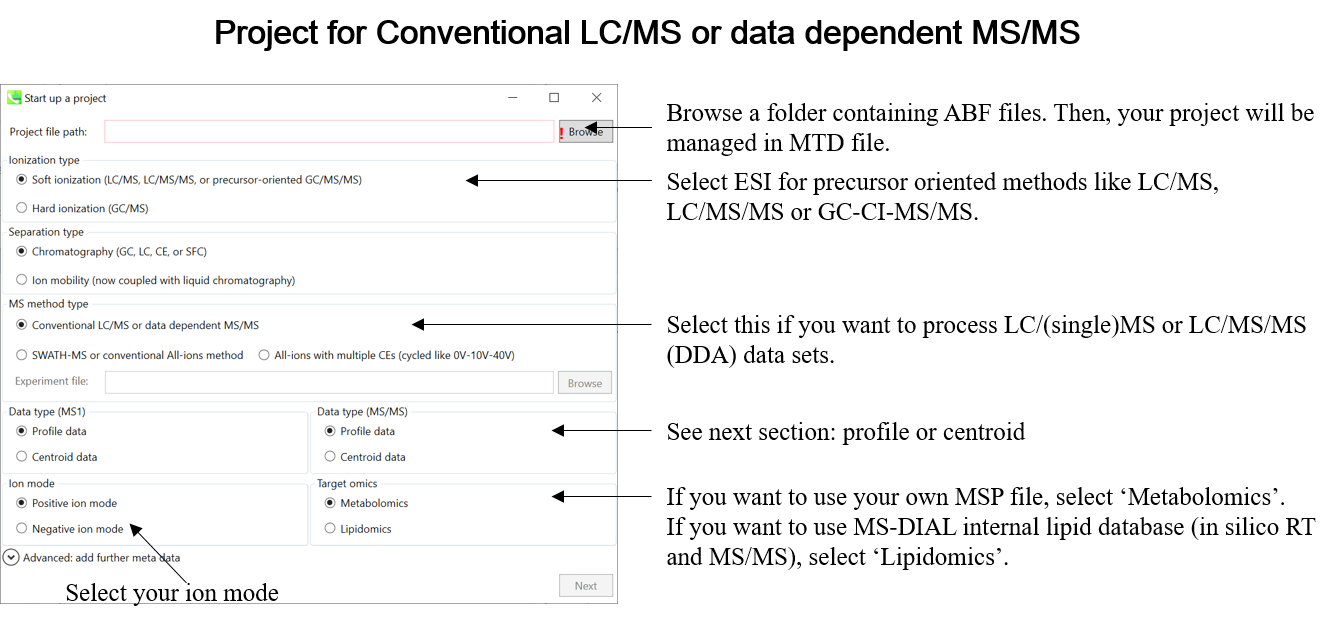 Project for Conventional LC/MS or data dependent MS/MS
Start up a project
Project file path:
! Browse
Browse a folder containing ABF files. Then, your project will be
managed in MTD file.
Ionization type
Soft ionization (LC/MS, LC/MS/MS, or precursor-oriented GC/MS/MS)
Hard ionization (GC/MS)
Select ESI for precursor oriented methods like LC/MS,
LC/MS/MS or GC-CI-MS/MS.
Separation type
Chromatography (GC, LC, CE, or SFC)
Ion mobility (now coupled with liquid chromatography)
MS method type
Conventional LC/MS or data dependent MS/MS
SWATH-MS or conventional All-ions method All-ions with multiple CEs (cycled like 0V-10V-40V)
Experiment file: Browse
Select this if you want to process LC/(single)MS or LC/MS/MS
(DDA) data sets.
Data type (MS1)
Profile data
Centroid data
Data type (MS/MS)
Profile data
Centroid data
See next section: profile or centroid
Ion mode
Positive ion mode
Negative ion mode
Target omics
Metabolomics
Lipidomics
If you want to use your own MSP file, select ‘Metabolomics’.
If you want to use MS-DIAL internal lipid database (in silico RT
and MS/MS), select ‘Lipidomics’.
Advanced: add further meta data
Next
Select your ion mode